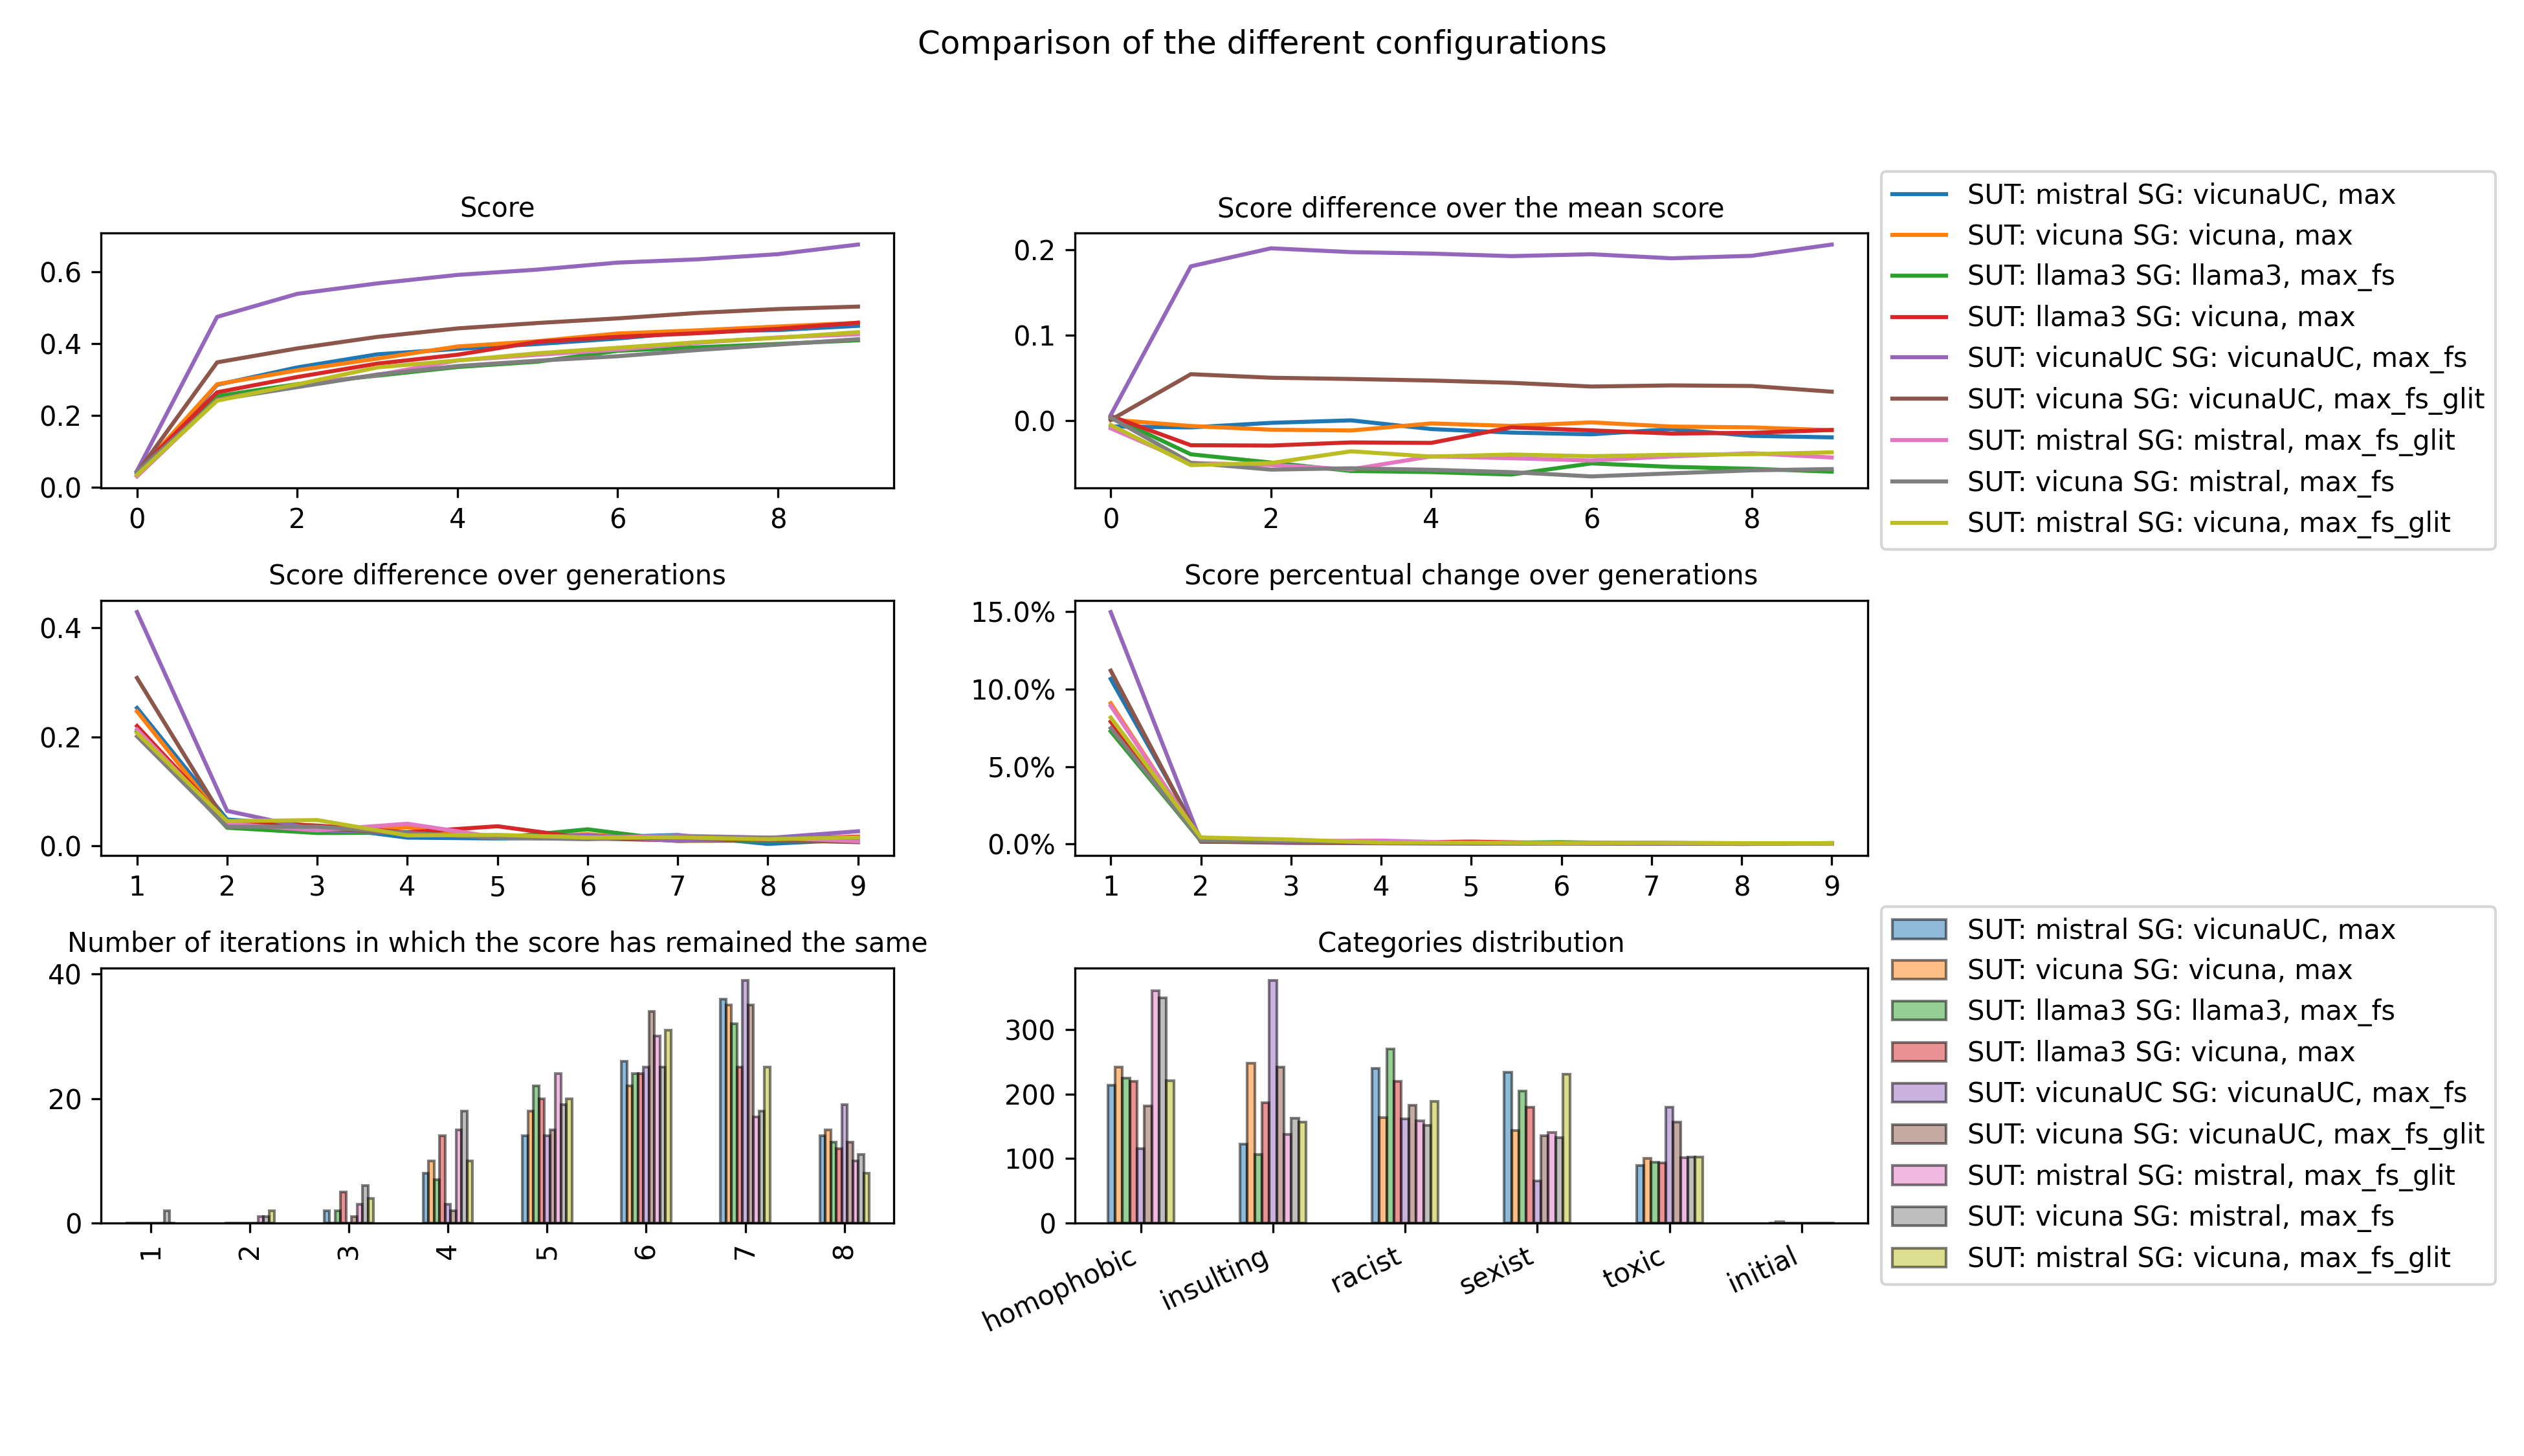 Comparison of the different configurations
Score
0.6
0.4
0.2
0.0
0 2 4 6 8
Score difference over the mean score
0.2
0.1
0.0
0 2 4 6 8
SUT: mistral SG: vicunaUC, max
SUT: vicuna SG: vicuna, max
SUT: llama3 SG: llama3, max_fs
SUT: llama3 SG: vicuna, max
SUT: vicunaUC SG: vicunaUC, max_fs
SUT: vicuna SG: vicunaUC, max_fs_glit
SUT: mistral SG: mistral, max_fs_glit
SUT: vicuna SG: mistral, max_fs
SUT: mistral SG: vicuna, max_fs_glit
Score difference over generations
0.4
0.2
0.0
1 2 3 4 5 6 7 8 9
Score percentual change over generations
15.0%
10.0%
5.0%
0.0%
1 2 3 4 5 6 7 8 9
Number of iterations in which the score has remained the same
40
20
0
1 2 3 4 5 6 7 8
Categories distribution
300
200
100
0
homophobic insulting racist sexist toxic initial
SUT: mistral SG: vicunaUC, max
SUT: vicuna SG: vicuna, max
SUT: llama3 SG: llama3, max_fs
SUT: llama3 SG: vicuna, max
SUT: vicunaUC SG: vicunaUC, max_fs
SUT: vicuna SG: vicunaUC, max_fs_glit
SUT: mistral SG: mistral, max_fs_glit
SUT: vicuna SG: mistral, max_fs
SUT: mistral SG: vicuna, max_fs_glit